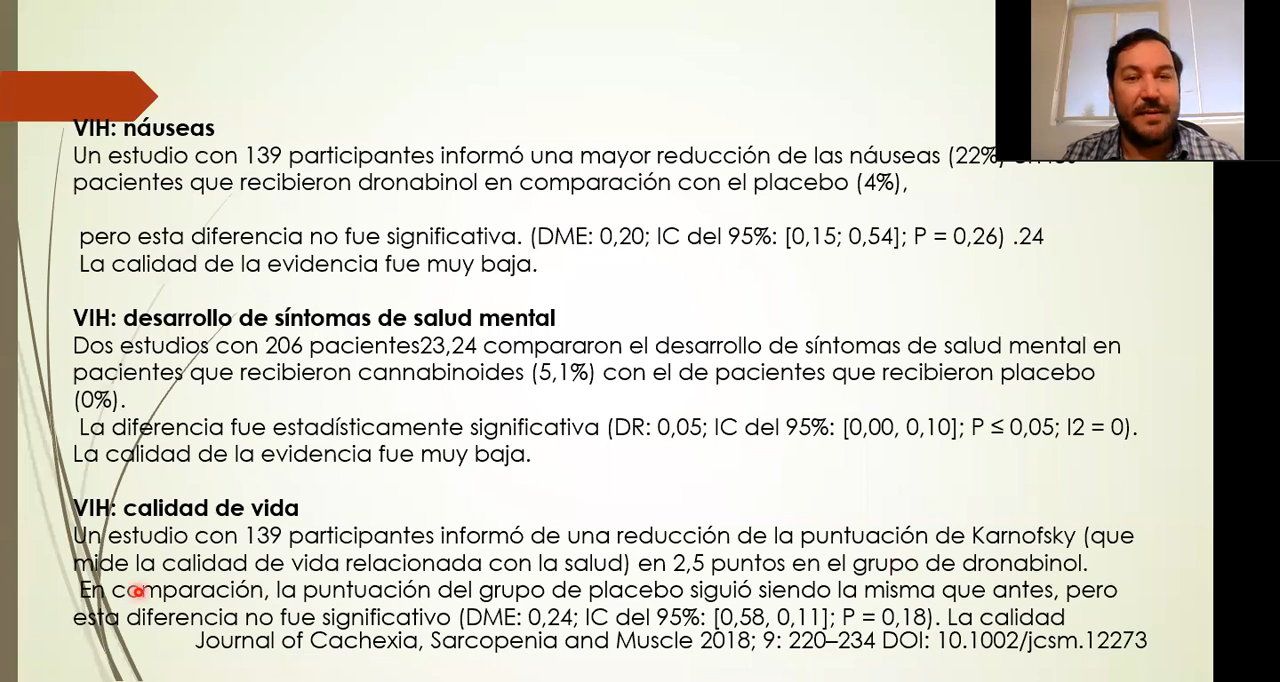 VIH: náuseas
Un estudio con 139 participantes informó una mayor reducción de las náuseas (22%)
pacientes que recibieron dronabinol en comparación con el placebo (4%),
pero esta diferencia no fue significativa. (DME: 0,20; IC del 95%: [0,15; 0,54]; P = 0,26) .24
La calidad de la evidencia fue muy baja.
VIH: desarrollo de síntomas de salud mental
Dos estudios con 206 pacientes23,24 compararon el desarrollo de síntomas de salud mental en
pacientes que recibieron cannabinoides (5,1%) con el de pacientes que recibieron placebo
(0%).
La diferencia fue estadísticamente significativa (DR: 0,05; IC del 95%: [0,00, 0,10]; P ≤ 0,05; I2 = 0).
La calidad de la evidencia fue muy baja.
VIH: calidad de vida
Un estudio con 139 participantes informó de una reducción de la puntuación de Karnofsky (que
mide la calidad de vida relacionada con la salud) en 2,5 puntos en el grupo de dronabinol.
En comparación, la puntuación del grupo de placebo siguió siendo la misma que antes, pero
esta diferencia no fue significativo (DME: 0,24; IC del 95%: [0,58, 0,11]; P = 0,18). La calidad
Journal of Cachexia, Sarcopenia and Muscle 2018; 9: 220–234 DOI: 10.1002/jcsm.12273